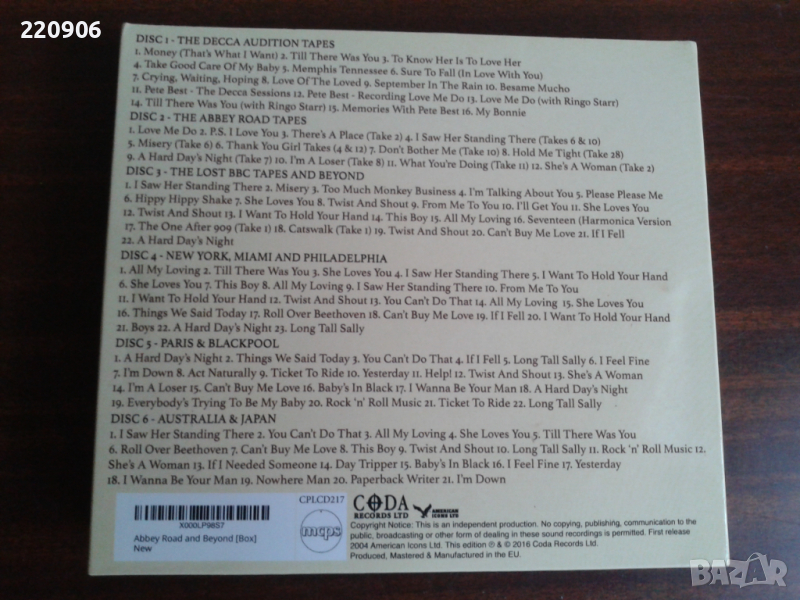 220906
DISC 1 - THE DECCA AUDITION TAPES
1. Money (That's What I Want) 2. Till There Was You 3. To Know Her Is To Love Her
4. Take Good Care Of My Baby 5. Memphis Tennessee 6. Sure To Fall (In Love With You)
7. Crying, Waiting, Hoping 8. Love Of The Loved 9. September In The Rain 10. Besame Mucho
11. Pete Best - The Decca Sessions 12. Pete Best - Recording Love Me Do 13. Love Me Do (with Ringo Starr)
14. Till There Was You (with Ringo Starr) 15. Memories With Pete Best 16. My Bonnie
DISC 2 - THE ABBEY ROAD TAPES
1. Love Me Do 2. P.S. I Love You 3. There's A Place (Take 2) 4. I Saw Her Standing There (Takes 6 & 10)
5. Misery (Take 6) 6. Thank You Girl Takes (4 & 12) 7. Don't Bother Me (Take 10) 8. Hold Me Tight (Take 28)
9. A Hard Day's Night (Take 7) 10. I'm A Loser (Take 8) 11. What You're Doing (Take 11) 12. She's A Woman (Take 2)
DISC 3 - THE LOST BBC TAPES AND BEYOND
1. I Saw Her Standing There 2. Misery 3. Too Much Monkey Business 4. I'm Talking About You 5. Please Please Me
6. Hippy Hippy Shake 7. She Loves You 8. Twist And Shout 9. From Me To You 10. I'll Get You 11. She Loves You
12. Twist And Shout 13. I Want To Hold Your Hand 14. This Boy 15. All My Loving 16. Seventeen (Harmonica Version
17. The One After 909 (Take 1) 18. Catswalk (Take 1) 19. Twist And Shout 20. Can't Buy Me Love 21. If I Fell
22. A Hard Day's Night
DISC 4 - NEW YORK, MIAMI AND PHILADELPHIA
1. All My Loving 2. Till There Was You 3. She Loves You 4. I Saw Her Standing There 5. I Want To Hold Your Hand
6. She Loves You 7. This Boy 8. All My Loving 9. I Saw Her Standing There 10. From Me To You
11. I Want To Hold Your Hand 12. Twist And Shout 13. You Can't Do That 14. All My Loving 15. She Loves You
16. Things We Said Today 17. Roll Over Beethoven 18. Can't Buy Me Love 19. If I Fell 20. I Want To Hold Your Hand
21. Boys 22. A Hard Day's Night 23. Long Tall Sally
DISC 5 - PARIS & BLACKPOOL
1. A Hard Day's Night 2. Things We Said Today 3. You Can't Do That 4. If I Fell 5. Long Tall Sally 6. I Feel Fine
7. I'm Down 8. Act Naturally 9. Ticket To Ride 10. Yesterday 11. Help! 12. Twist And Shout 13. She's A Woman
14. I'm A Loser 15. Can't Buy Me Love 16. Baby's In Black 17. I Wanna Be Your Man 18. A Hard Day's Night
19. Everybody's Trying To Be My Baby 20. Rock 'n' Roll Music 21. Ticket To Ride 22. Long Tall Sally
DISC 6 - AUSTRALIA & JAPAN
1. I Saw Her Standing There 2. You Can't Do That 3. All My Loving 4. She Loves You 5. Till There Was You
6. Roll Over Beethoven 7. Can't Buy Me Love 8. This Boy 9. Twist And Shout 10. Long Tall Sally 11. Rock 'n' Roll Music 12.
She's A Woman 13. If I Needed Someone 14. Day Tripper 15. Baby's In Black 16. I Feel Fine 17. Yesterday
18. I Wanna Be Your Man 19. Nowhere Man 20. Paperback Writer 21. I'm Down
X000LP98S7
Abbey Road and Beyond [Box]
New
CPLCD217
mcps
CODA
RECORDS LTD
AMERICAN
ICONS LTD
Copyright Notice: This is an independent production. No copying, publishing, communication to the
public, broadcasting or other form of dealing in these sound recordings is permitted. First release
2004 American Icons Ltd. This edition ℗ & © 2016 Coda Records Ltd.
Produced, Mastered & Manufactured in the EU.
BAZAR